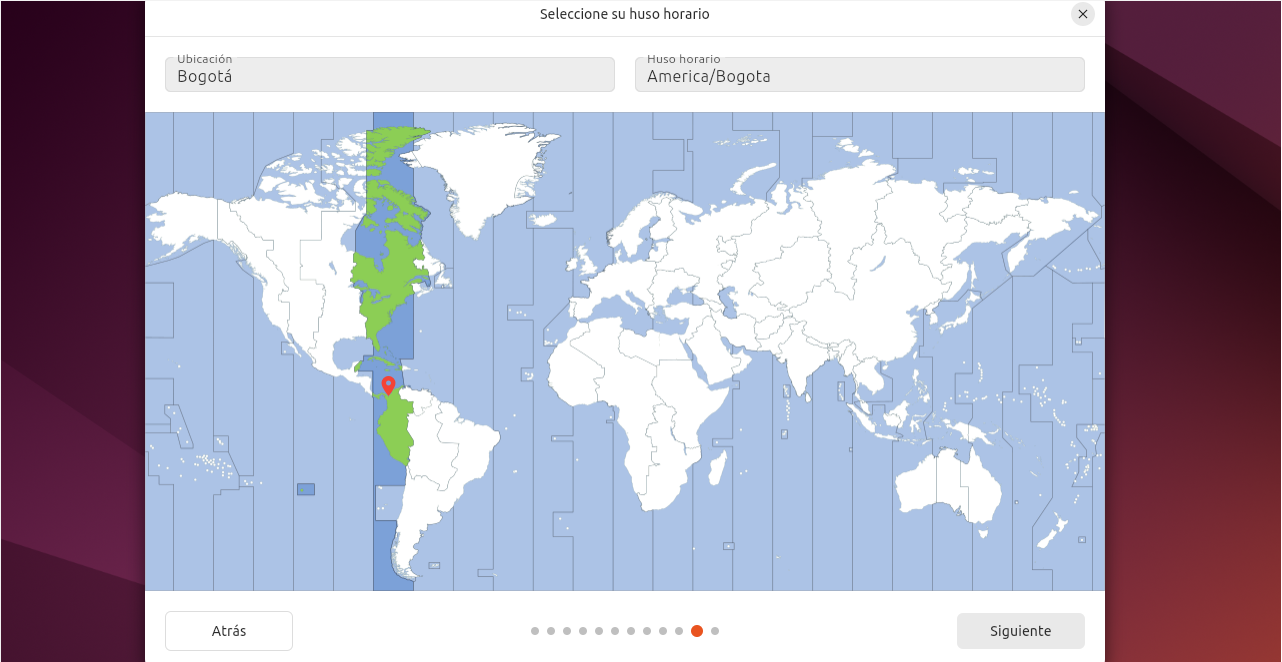 Seleccione su huso horario
Ubicación
Bogotá
Huso horario
America/Bogota
Atrás
Siguiente